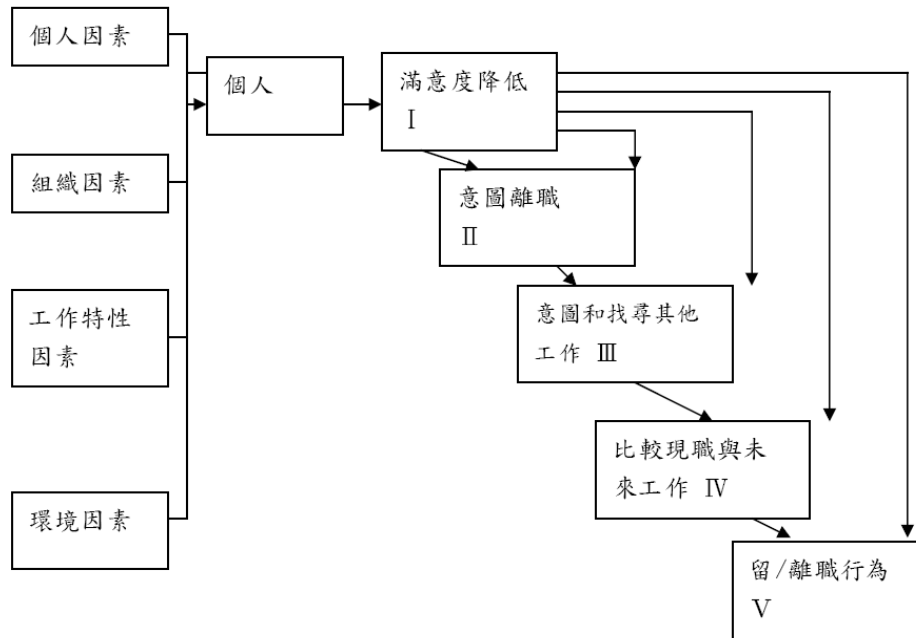 個人因素
個人
滿意度降低
Ⅰ
組織因素
意圖離職
Ⅱ
工作特性
因素
意圖和找尋其他
工作 Ⅲ
比較現職與未
來工作 Ⅳ
環境因素
留/離職行為
Ⅴ